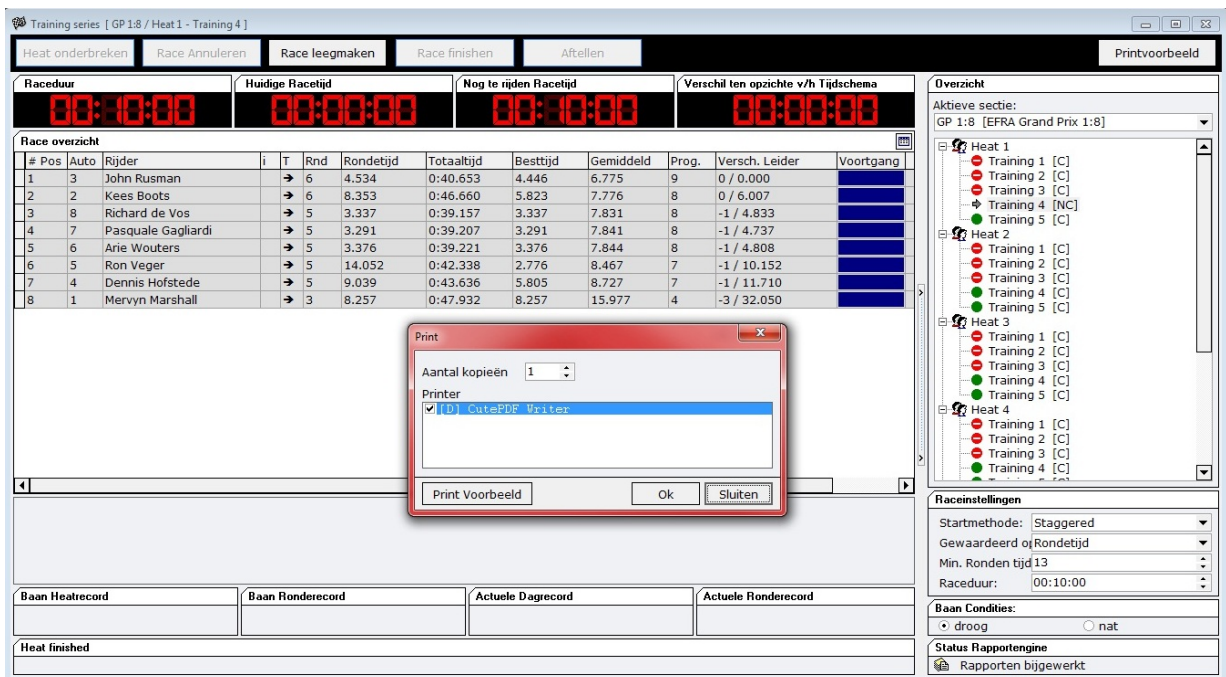 Training series [ GP 1:8 / Heat 1 - Training 4 ]
Heat onderbreken Race Annuleren Race leegmaken Race finishen Aftellen Printvoorbeeld
Raceduur Huidige Racetijd Nog te rijden Racetijd Verschil ten opzichte v/h Tijdschema
00:10:00 00:00:00 00:10:00 00:00:00
Race overzicht
# Pos Auto Rijder i T Rnd Rondetijd Totaaltijd Besttijd Gemiddeld Prog. Versch. Leider Voortgang
1 3 John Rusman ➔ 6 4.534 0:40.653 4.446 6.775 9 0 / 0.000
2 2 Kees Boots ➔ 6 8.353 0:46.660 5.823 7.776 8 0 / 6.007
3 8 Richard de Vos ➔ 5 3.337 0:39.157 3.337 7.831 8 -1 / 4.833
4 7 Pasquale Gagliardi ➔ 5 3.291 0:39.207 3.291 7.841 8 -1 / 4.737
5 6 Arie Wouters ➔ 5 3.376 0:39.221 3.376 7.844 8 -1 / 4.808
6 5 Ron Veger ➔ 5 14.052 0:42.338 2.776 8.467 7 -1 / 10.152
7 4 Dennis Hofstede ➔ 5 9.039 0:43.636 5.805 8.727 7 -1 / 11.710
8 1 Mervyn Marshall ➔ 3 8.257 0:47.932 8.257 15.977 4 -3 / 32.050
Print
Aantal kopieën 1
Printer
[D] CutePDF Writer
Print Voorbeeld Ok Sluiten
Baan Heatrecord Baan Ronderecord Actuele Dagrecord Actuele Ronderecord
Heat finished
Overzicht
Aktieve sectie:
GP 1:8 [EFRA Grand Prix 1:8]
Heat 1
Training 1 [C]
Training 2 [C]
Training 3 [C]
Training 4 [NC]
Training 5 [C]
Heat 2
Training 1 [C]
Training 2 [C]
Training 3 [C]
Training 4 [C]
Training 5 [C]
Heat 3
Training 1 [C]
Training 2 [C]
Training 3 [C]
Training 4 [C]
Training 5 [C]
Heat 4
Training 1 [C]
Training 2 [C]
Training 3 [C]
Training 4 [C]
Raceinstellingen
Startmethode: Staggered
Gewaardeerd op Rondetijd
Min. Ronden tijd 13
Raceduur: 00:10:00
Baan Condities:
droog nat
Status Rapportengine
Rapporten bijgewerkt